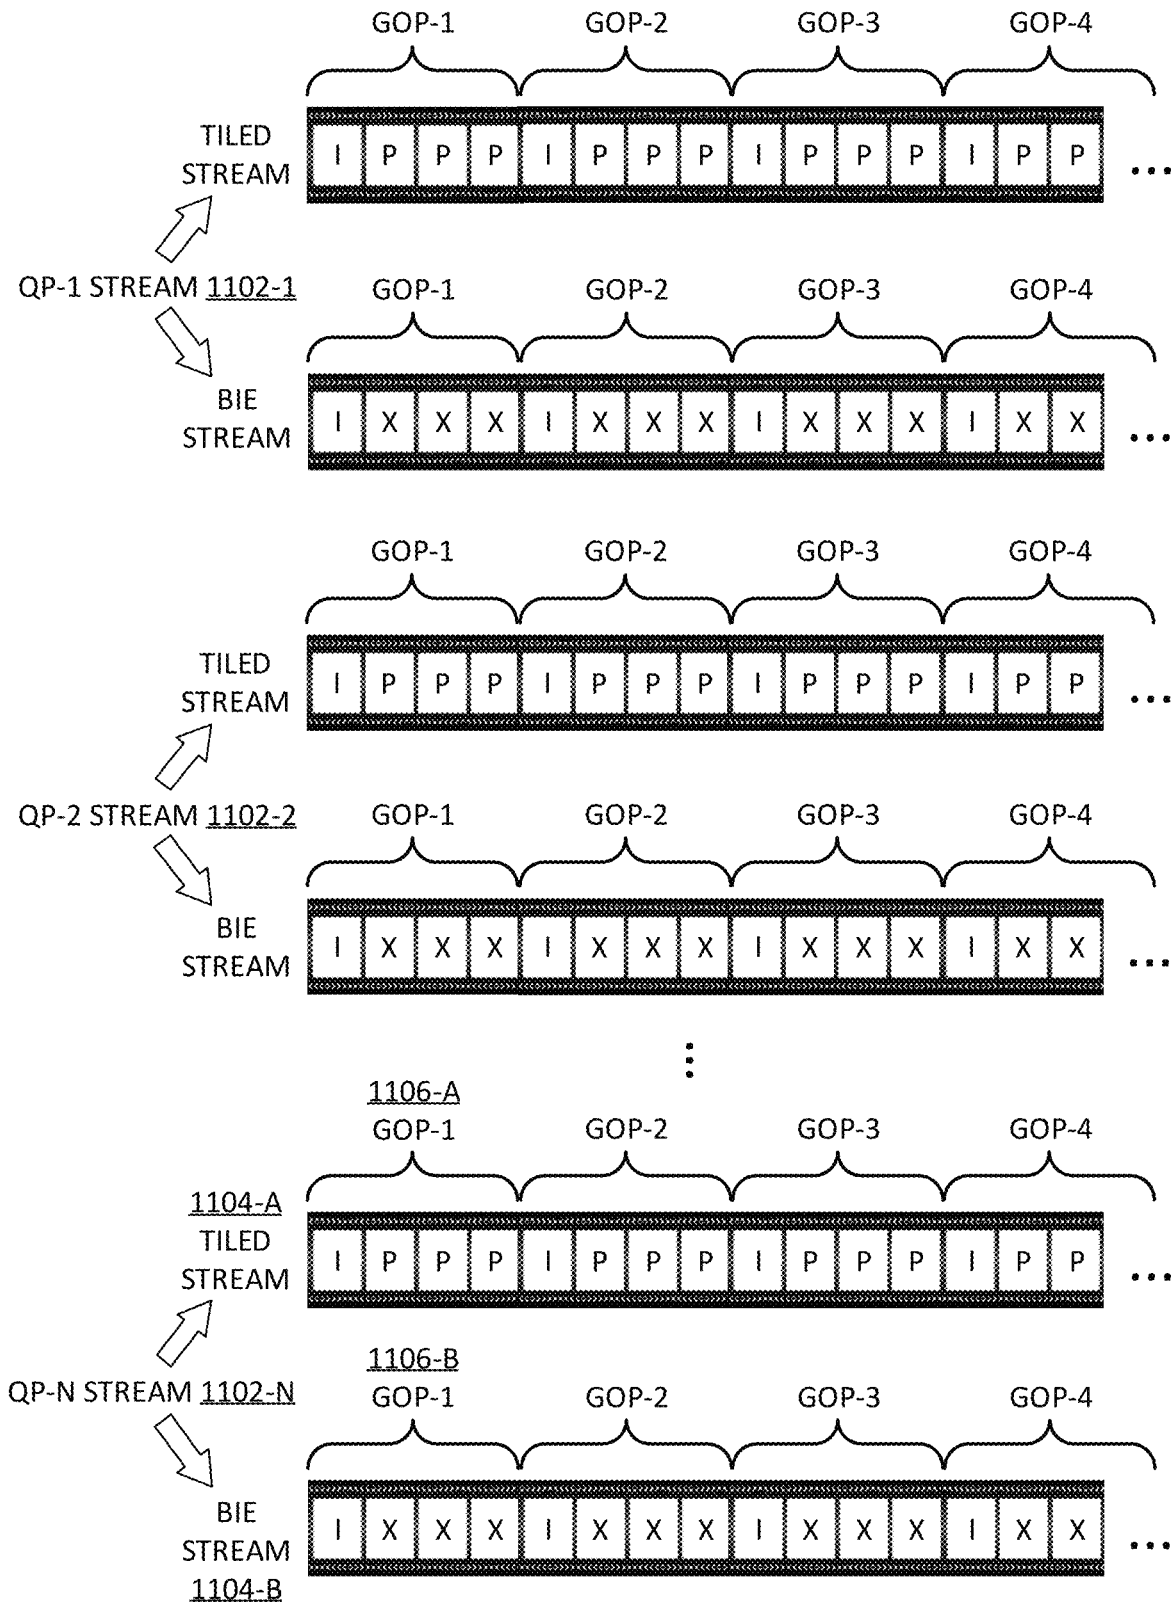 GOP-1 GOP-2 GOP-3 GOP-4
TILED
STREAM
I P P P I P P P I P P P I P P ...
QP-1 STREAM 1102-1
GOP-1 GOP-2 GOP-3 GOP-4
BIE
STREAM
I X X X I X X X I X X X I X X ...
GOP-1 GOP-2 GOP-3 GOP-4
TILED
STREAM
I P P P I P P P I P P P I P P ...
QP-2 STREAM 1102-2
GOP-1 GOP-2 GOP-3 GOP-4
BIE
STREAM
I X X X I X X X I X X X I X X ...
1106-A
GOP-1 GOP-2 GOP-3 GOP-4
1104-A
TILED
STREAM
I P P P I P P P I P P P I P P ...
1106-B
QP-N STREAM 1102-N
GOP-1 GOP-2 GOP-3 GOP-4
BIE
STREAM
1104-B
I X X X I X X X I X X X I X X ...